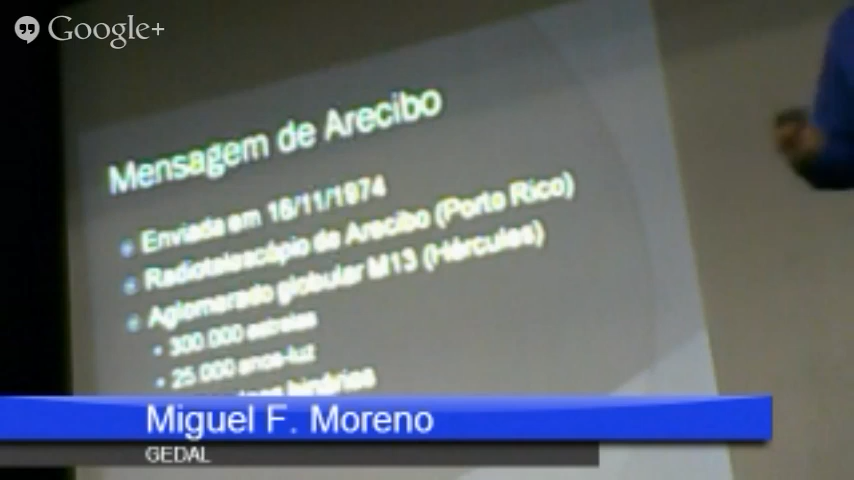 Google+
Mensagem de Arecibo
Enviada em 16/11/1974
Radiotelescópio de Arecibo (Porto Rico)
Aglomerado globular M13 (Hércules)
300.000 estrelas
25.000 anos-luz
binários
Miguel F. Moreno
GEDAL